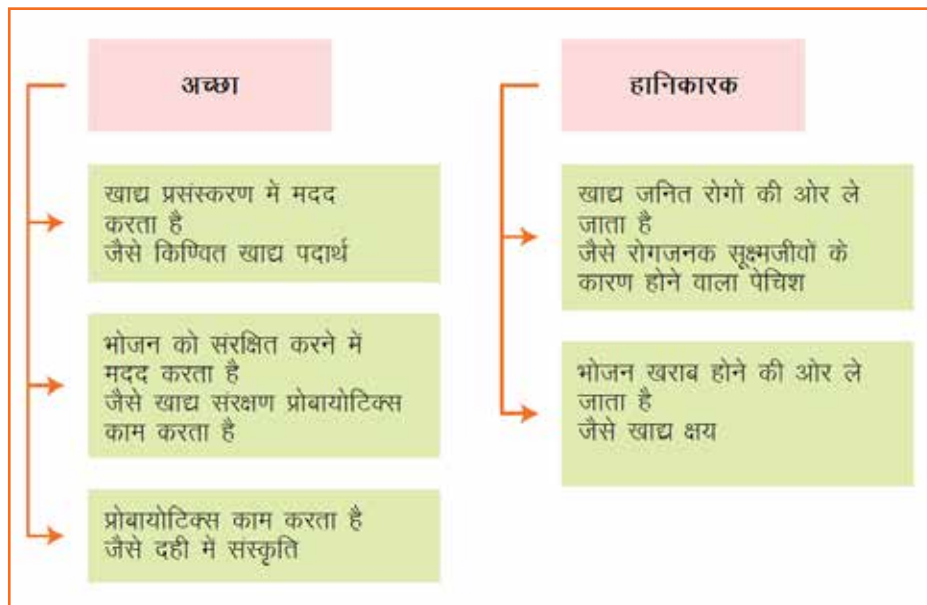 अच्छा
खाद्य प्रसंस्करण में मदद
करता है
जैसे किण्वित खाद्य पदार्थ
भोजन को संरक्षित करने में
मदद करता है
जैसे खाद्य संरक्षण प्रोबायोटिक्स
काम करता है
प्रोबायोटिक्स काम करता है
जैसे दही में संस्कृति
हानिकारक
खाद्य जनित रोगों की ओर ले
जाता है
जैसे रोगजनक सूक्ष्मजीवों के
कारण होने वाला पेचिश
भोजन खराब होने की ओर ले
जाता है
जैसे खाद्य क्षय